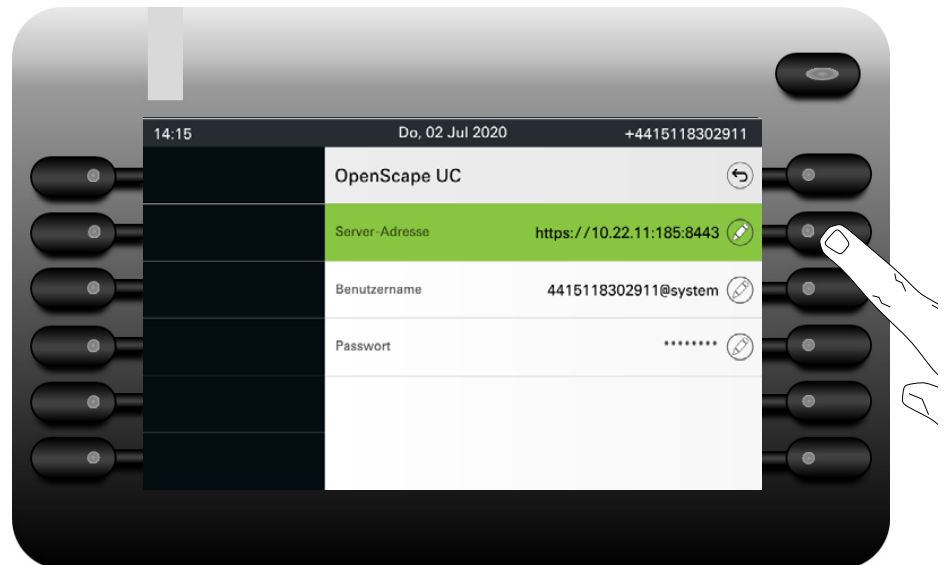 14:15 Do, 02 Jul 2020 +4415118302911
OpenScape UC
Server-Adresse https://10.22.11:185:8443
Benutzername 4415118302911@system
Passwort ········